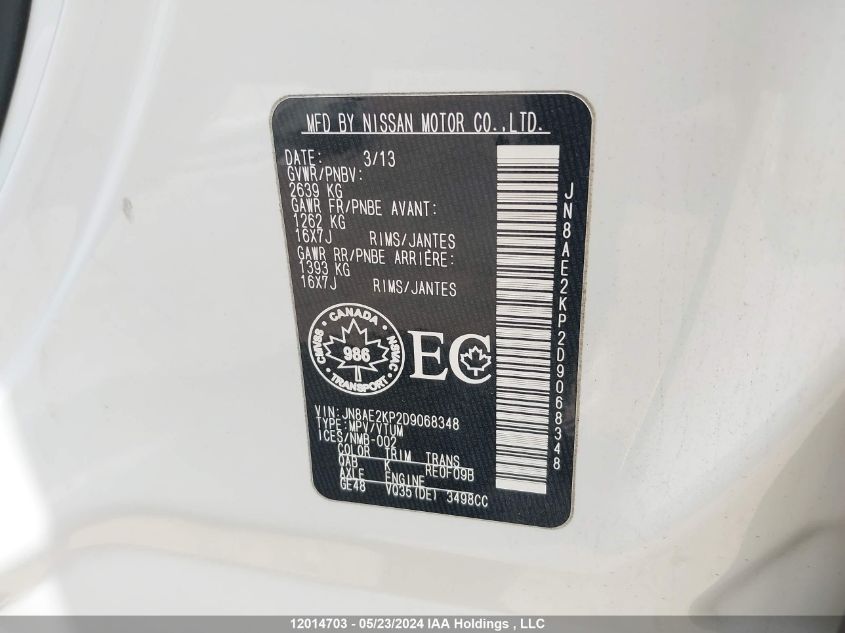 MFD BY NISSAN MOTOR CO.,LTD.
DATE: 3/13
GVWR/PNBV:
2639 KG
GAWR FR/PNBE AVANT:
1262 KG
16X7J RIMS/JANTES
GAWR RR/PNBE ARRIÈRE:
1393 KG
16X7J RIMS/JANTES
CANADA
CMVSS 986 NSVAC
TRANSPORT
EC
VIN:JN8AE2KP2D9068348
TYPE:MPV/VTUM
ICES/NMB-002
COLOR TRIM TRANS
QAB K RE0F09B
AXLE ENGINE
GE48 VQ35(DE) 3498CC
JN8AE2KP2D9068348
12014703 - 05/23/2024 IAA Holdings , LLC